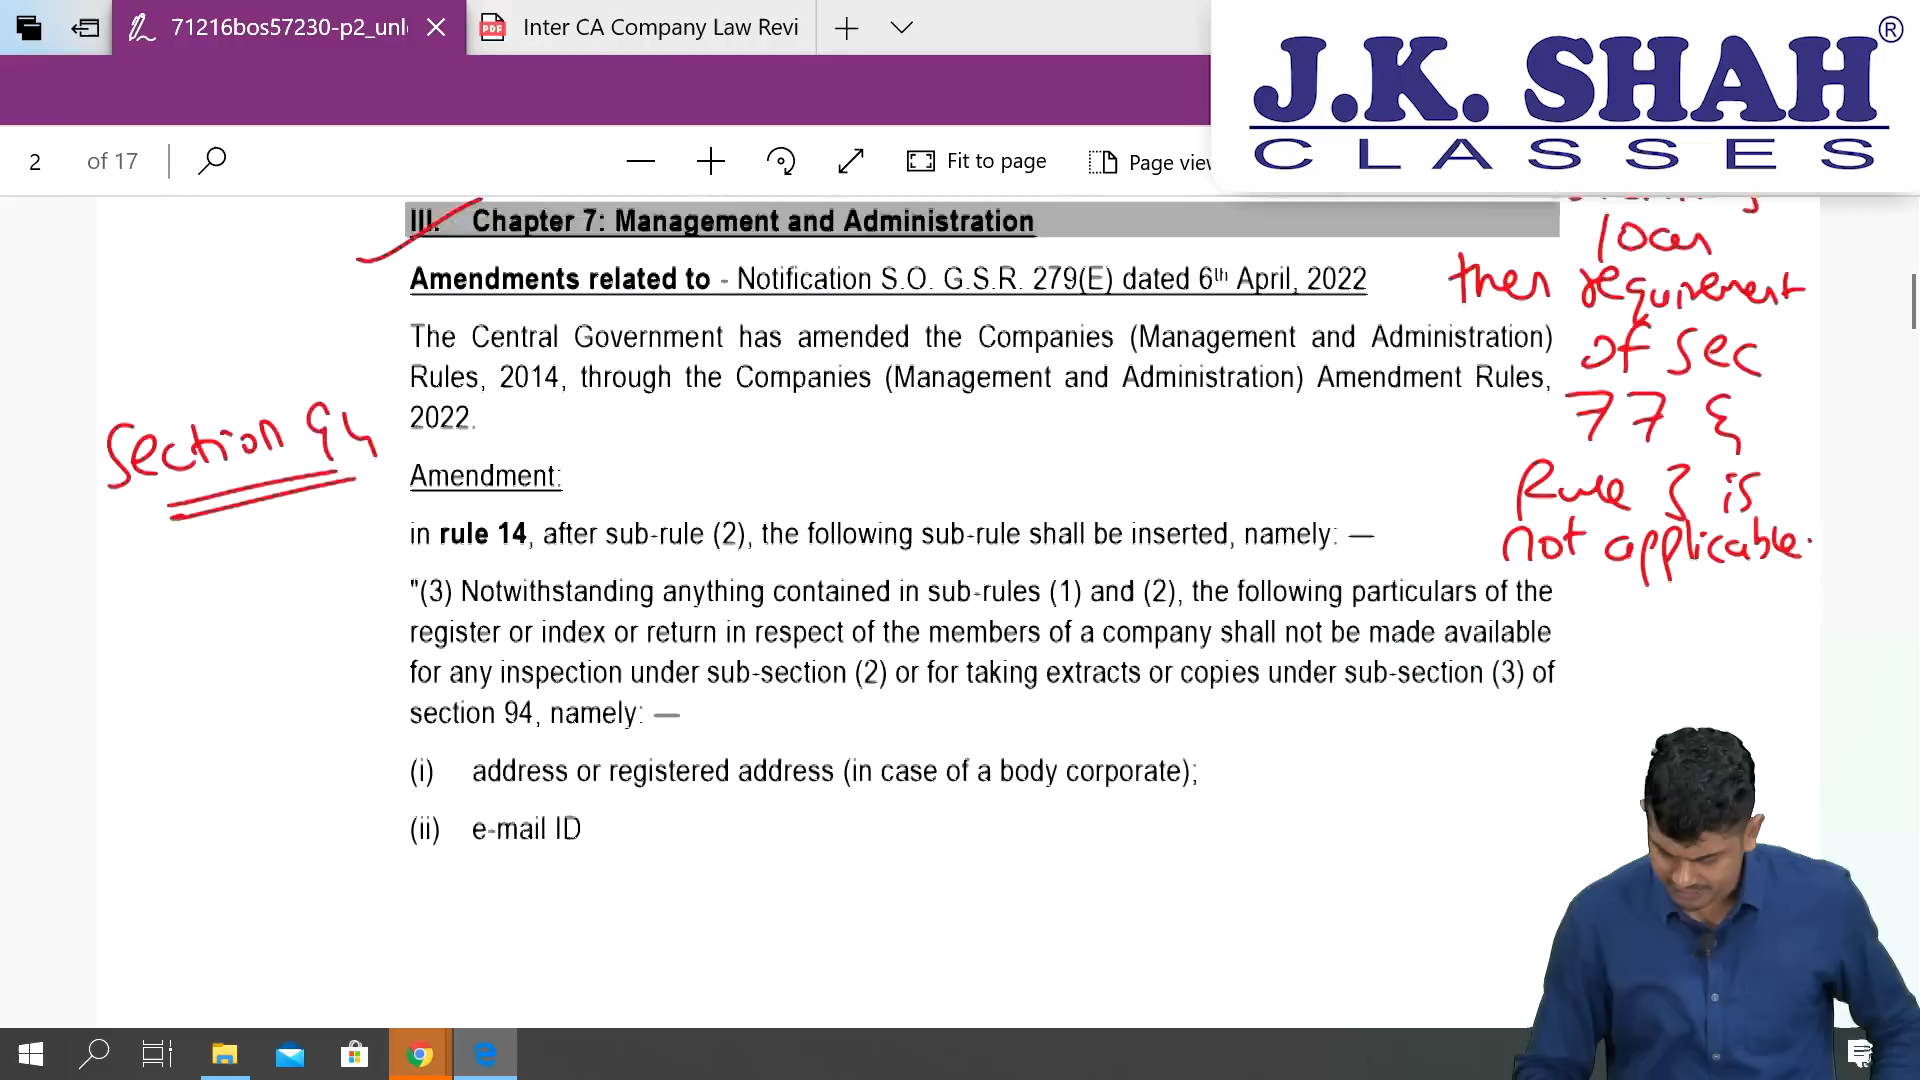 71216bos57230-p2_unl
Inter CA Company Law Revi
J.K. SHAH®
CLASSES
2 of 17
Fit to page
Page view
III. Chapter 7: Management and Administration
Amendments related to - Notification S.O. G.S.R. 279(E) dated 6th April, 2022
The Central Government has amended the Companies (Management and Administration)
Rules, 2014, through the Companies (Management and Administration) Amendment Rules,
2022.
Amendment:
in rule 14, after sub-rule (2), the following sub-rule shall be inserted, namely: —
"(3) Notwithstanding anything contained in sub-rules (1) and (2), the following particulars of the
register or index or return in respect of the members of a company shall not be made available
for any inspection under sub-section (2) or for taking extracts or copies under sub-section (3) of
section 94, namely: —
(i) address or registered address (in case of a body corporate);
(ii) e-mail ID
Section 94
loan
then requirement
of sec
77 &
Rule 3 is
not applicable.